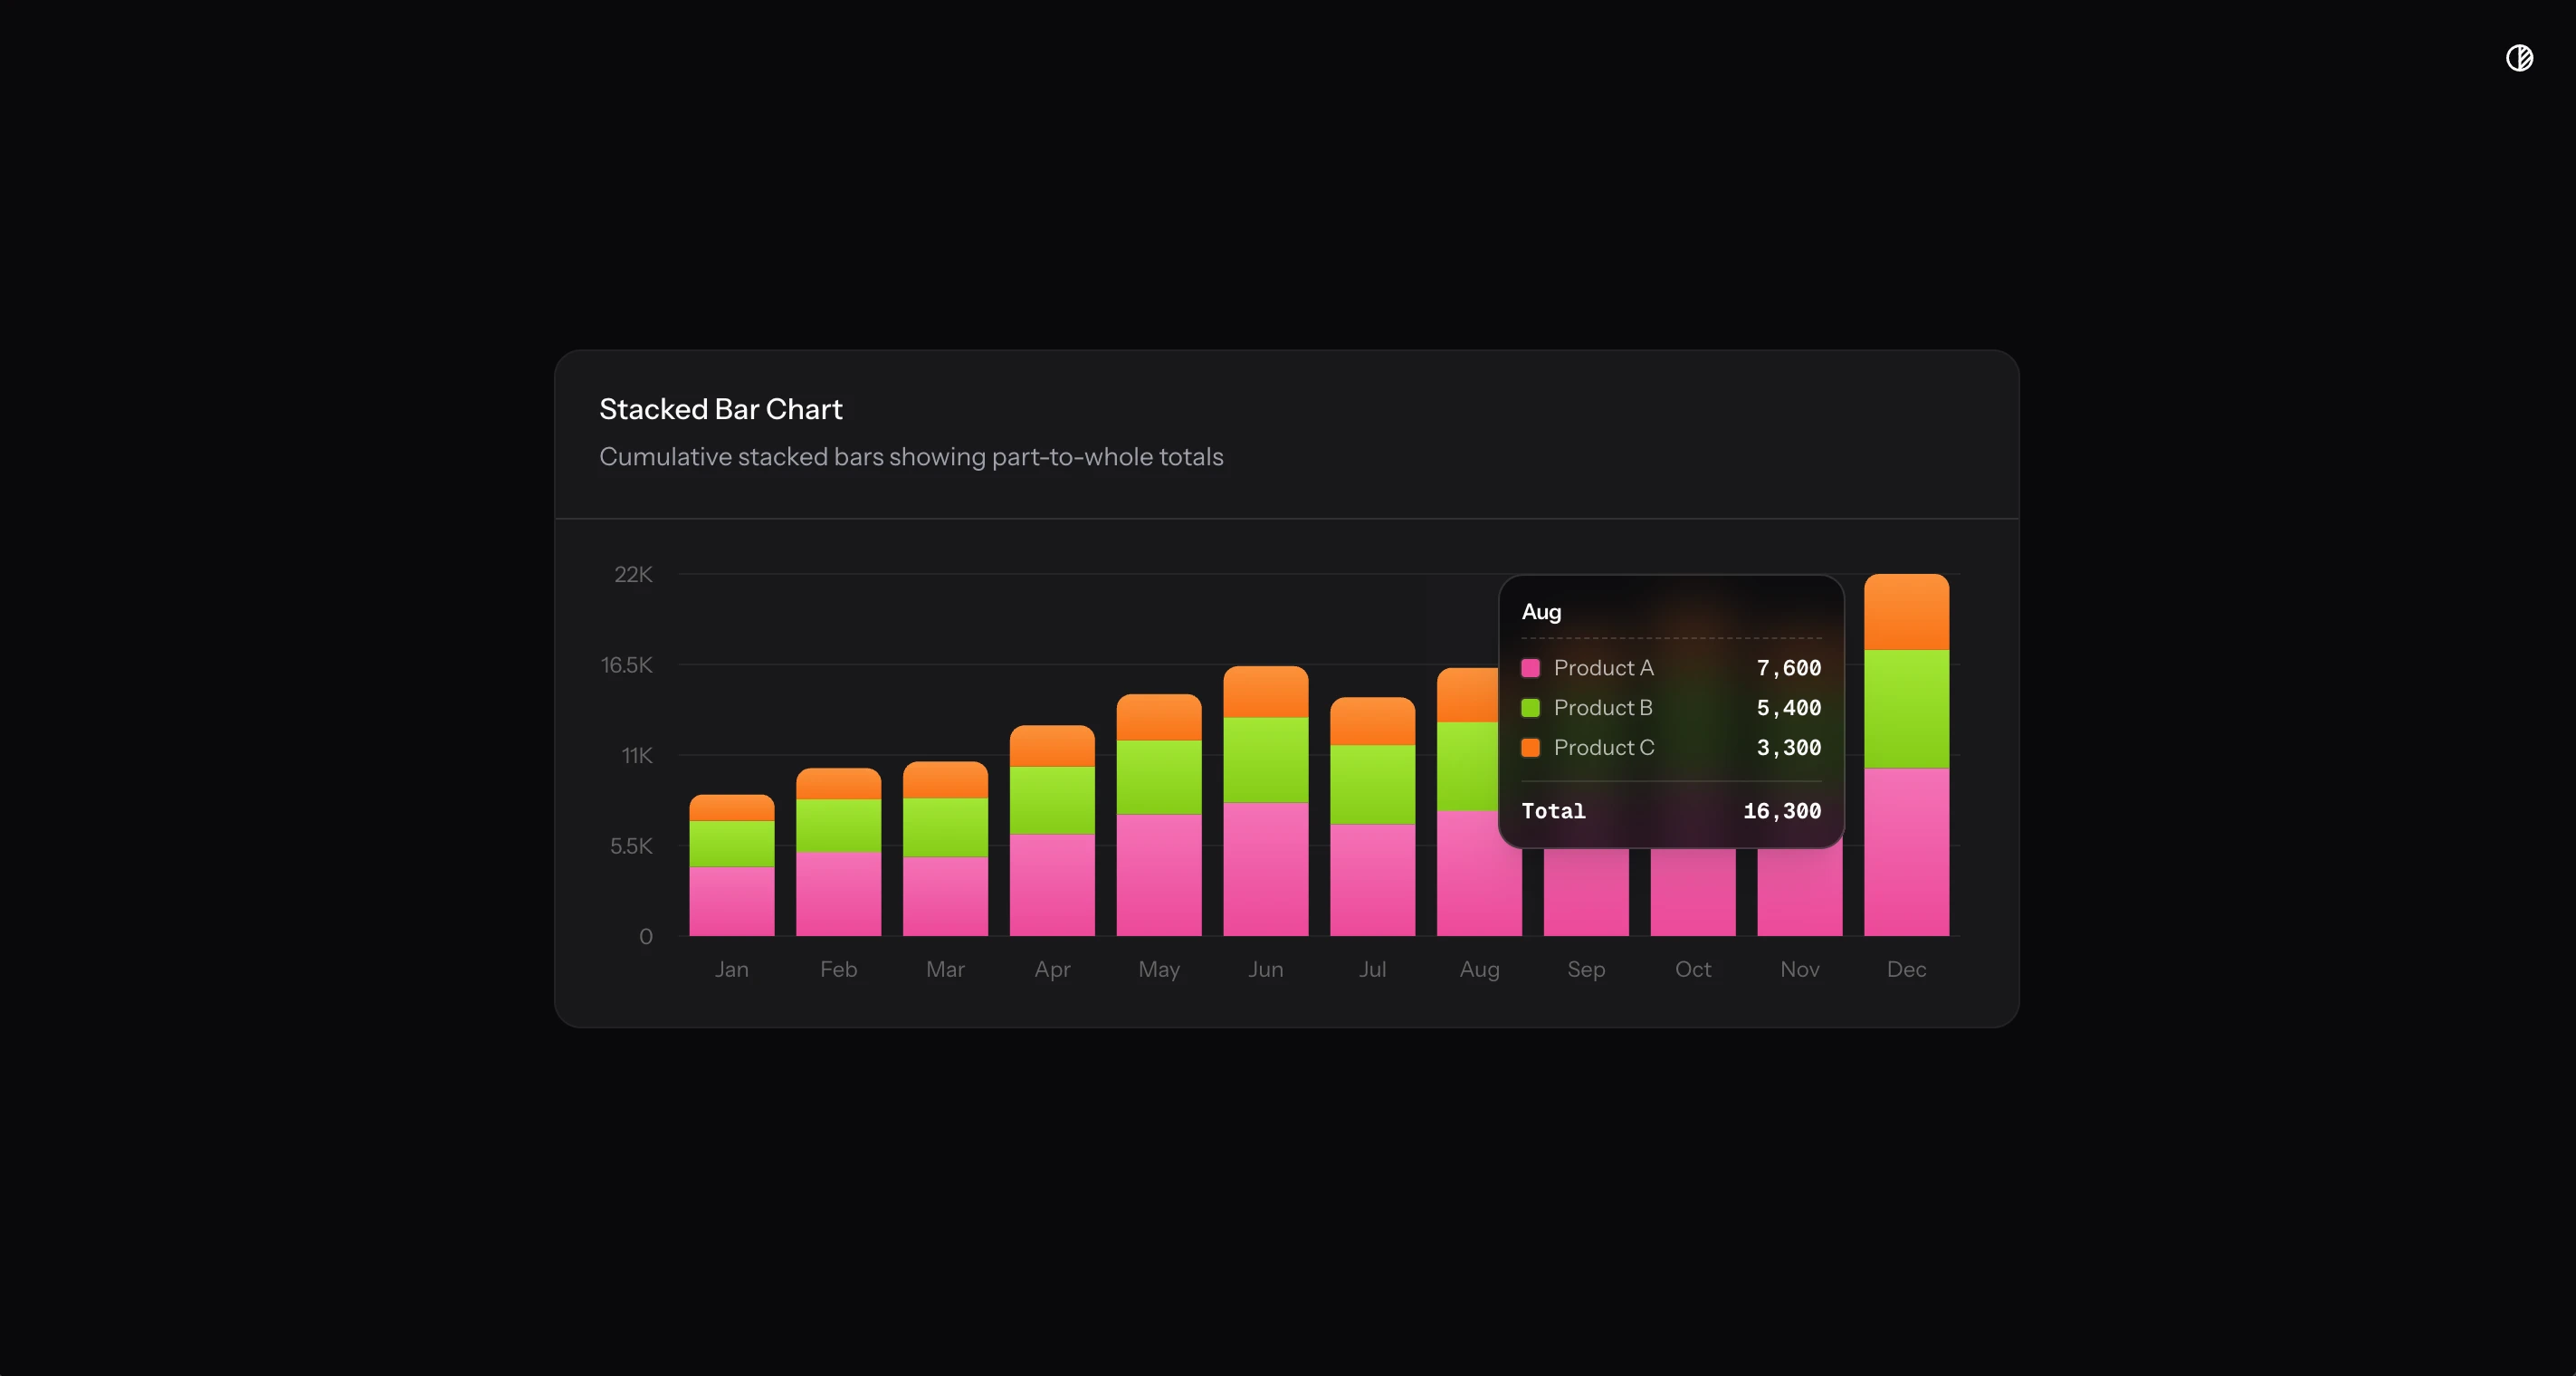 Stacked Bar Chart
Cumulative stacked bars showing part-to-whole totals
22K
16.5K
11K
5.5K
0
Aug
Product A 7,600
Product B 5,400
Product C 3,300
Total 16,300
Jan Feb Mar Apr May Jun Jul Aug Sep Oct Nov Dec